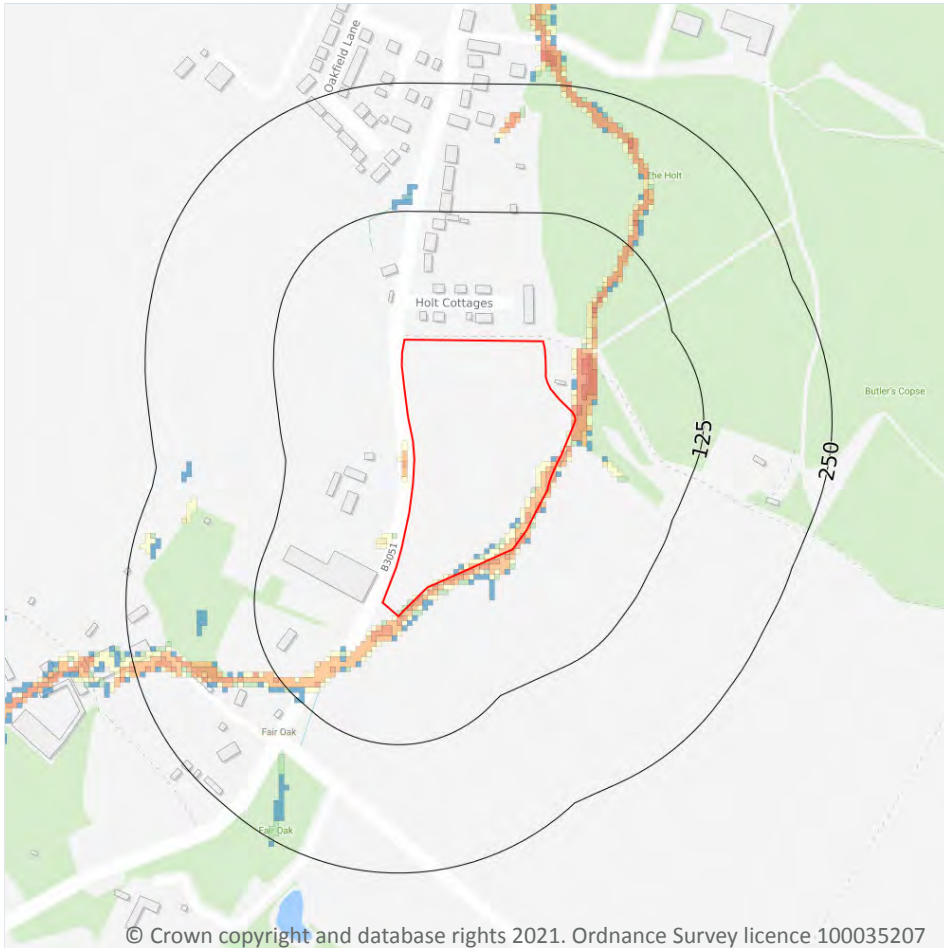 Oakfield Lane
The Holt
Holt Cottages
Butler's Copse
125
250
B3051
Fair Oak
Fair Oak
© Crown copyright and database rights 2021. Ordnance Survey licence 100035207